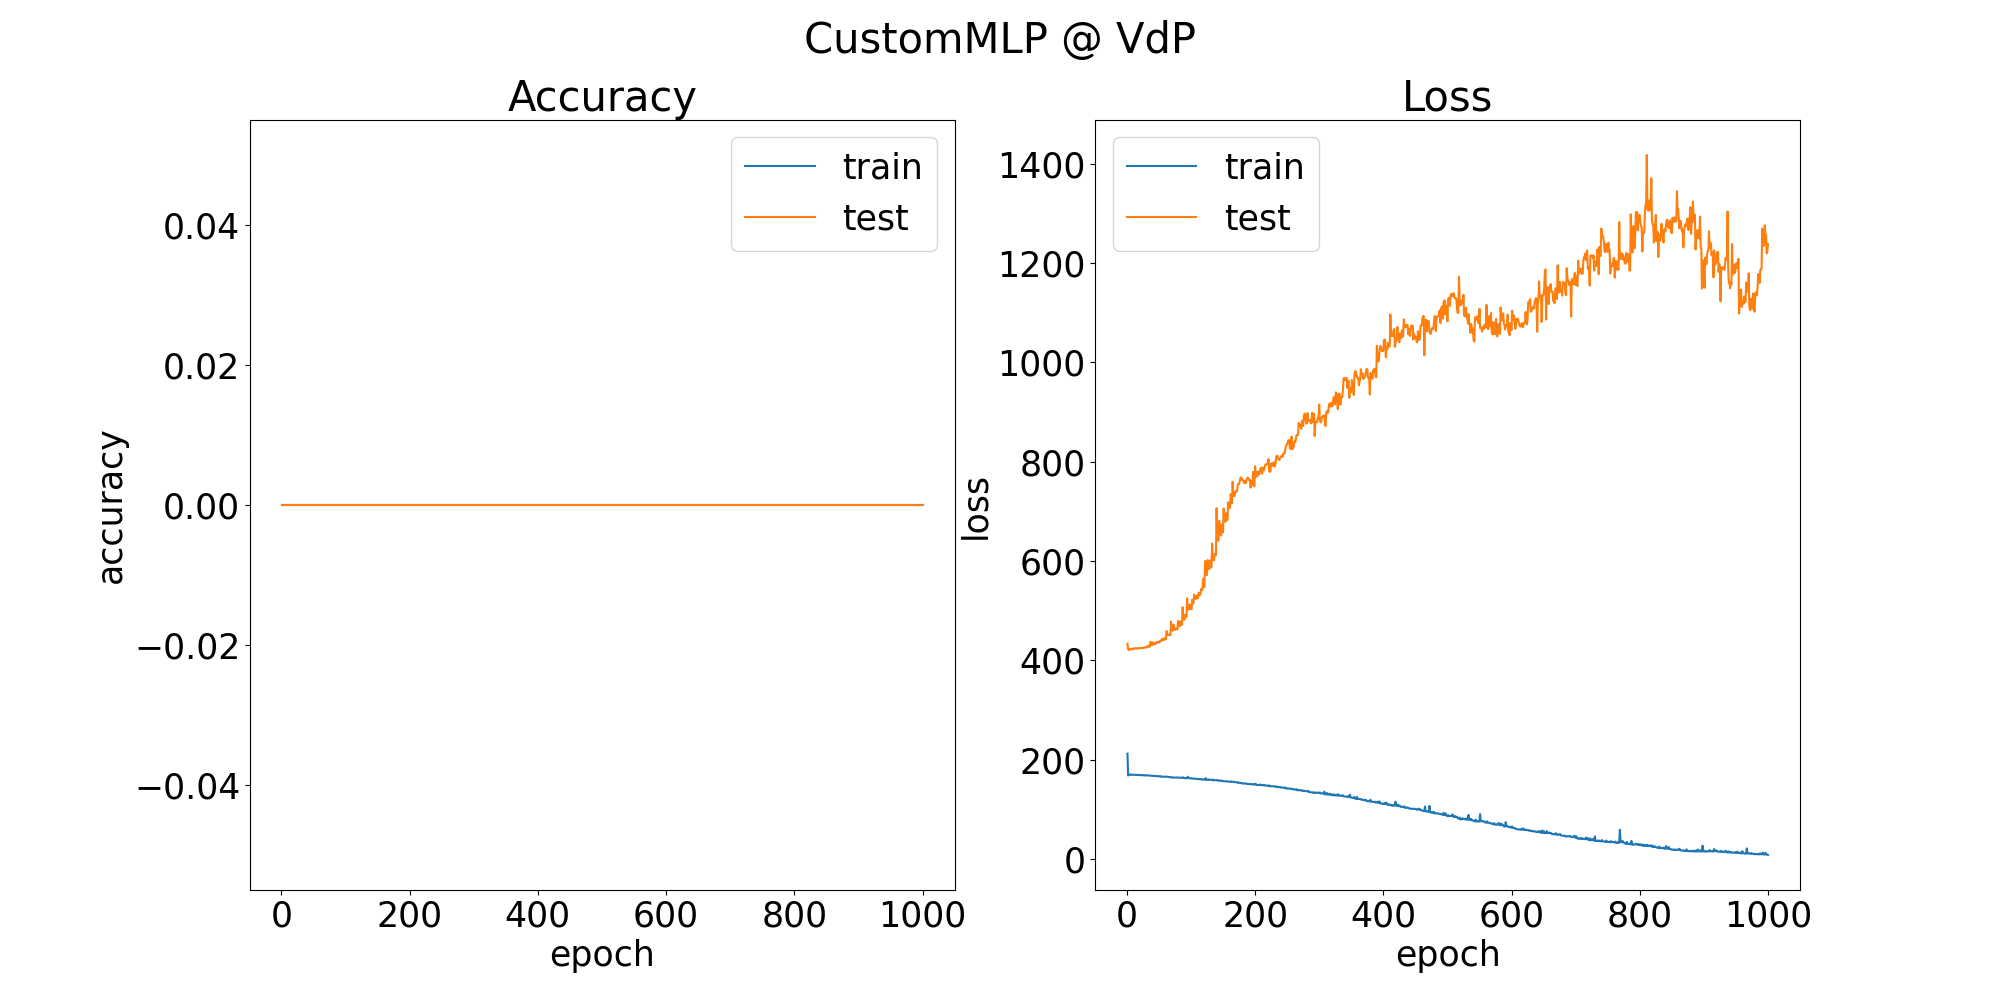 CustomMLP @ VdP
Accuracy
train
test
0.04
0.02
0.00
−0.02
−0.04
accuracy
0 200 400 600 800 1000
epoch
Loss
train
test
1400
1200
1000
800
600
400
200
0
loss
0 200 400 600 800 1000
epoch